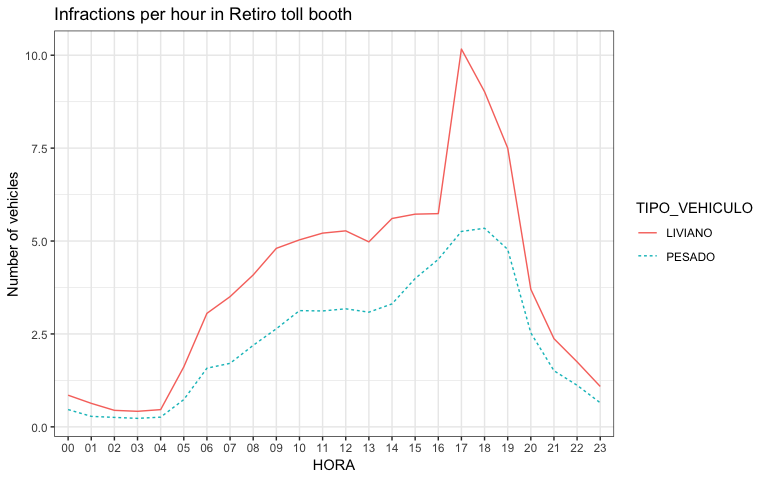 Infractions per hour in Retiro toll booth
10.0
7.5
5.0
2.5
0.0
Number of vehicles
00 01 02 03 04 05 06 07 08 09 10 11 12 13 14 15 16 17 18 19 20 21 22 23
HORA
TIPO_VEHICULO
LIVIANO
PESADO